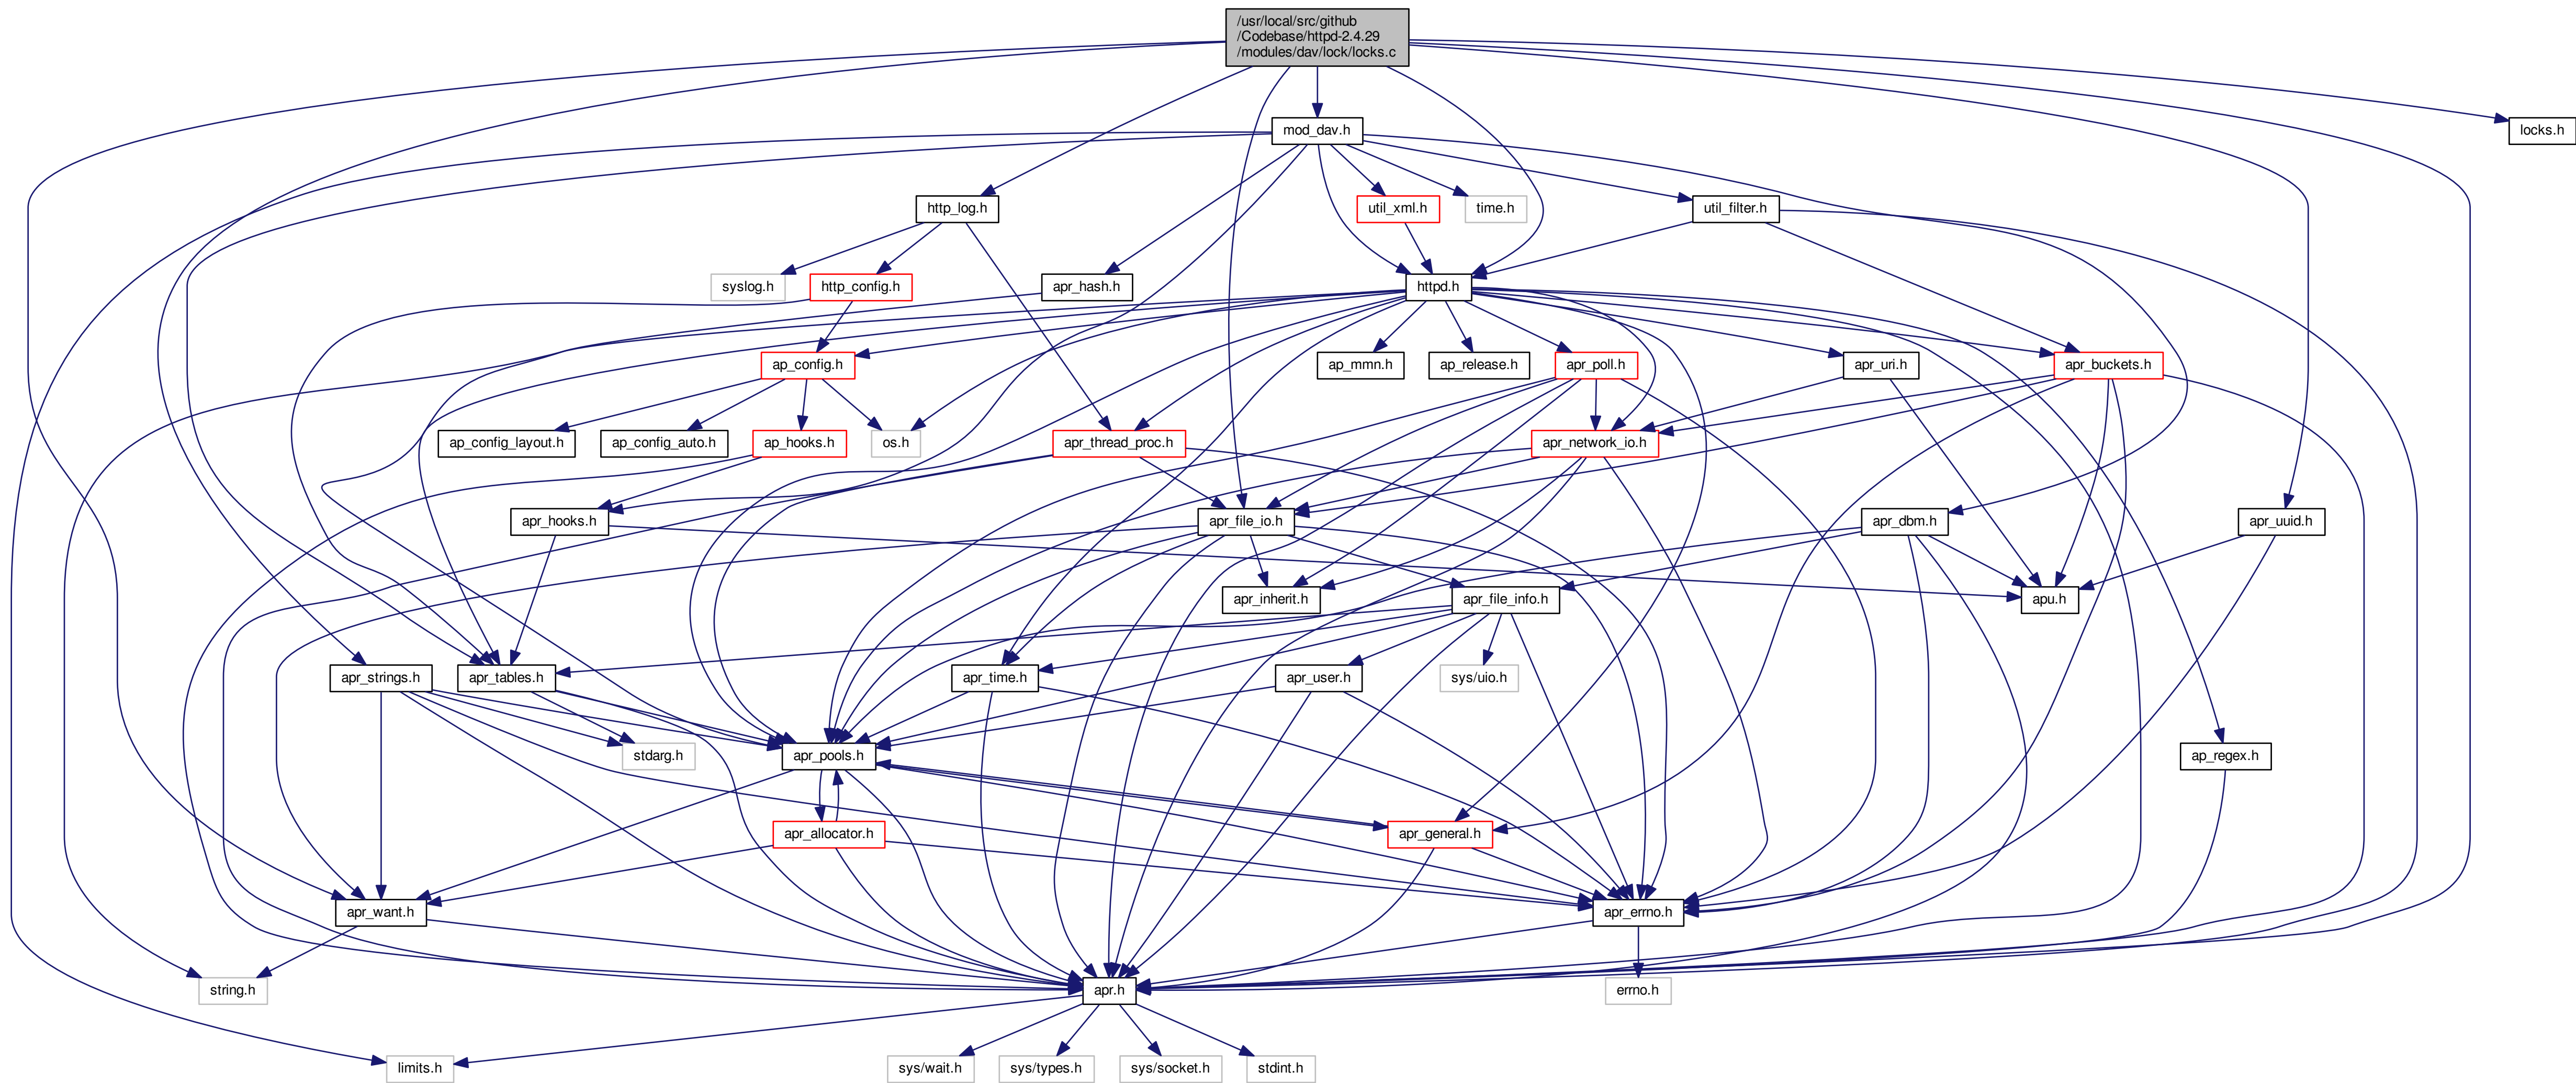 /usr/local/src/github
/Codebase/httpd-2.4.29
/modules/dav/lock/locks.c
mod_dav.h
locks.h
http_log.h
util_xml.h
time.h
util_filter.h
syslog.h
http_config.h
apr_hash.h
httpd.h
ap_config.h
ap_mmn.h
ap_release.h
apr_poll.h
apr_uri.h
apr_buckets.h
ap_config_layout.h
ap_config_auto.h
ap_hooks.h
os.h
apr_thread_proc.h
apr_network_io.h
apr_hooks.h
apr_file_io.h
apr_dbm.h
apr_uuid.h
apr_inherit.h
apr_file_info.h
apu.h
apr_strings.h
apr_tables.h
apr_time.h
apr_user.h
sys/uio.h
stdarg.h
apr_pools.h
ap_regex.h
apr_allocator.h
apr_general.h
apr_want.h
apr_errno.h
string.h
apr.h
errno.h
limits.h
sys/wait.h
sys/types.h
sys/socket.h
stdint.h